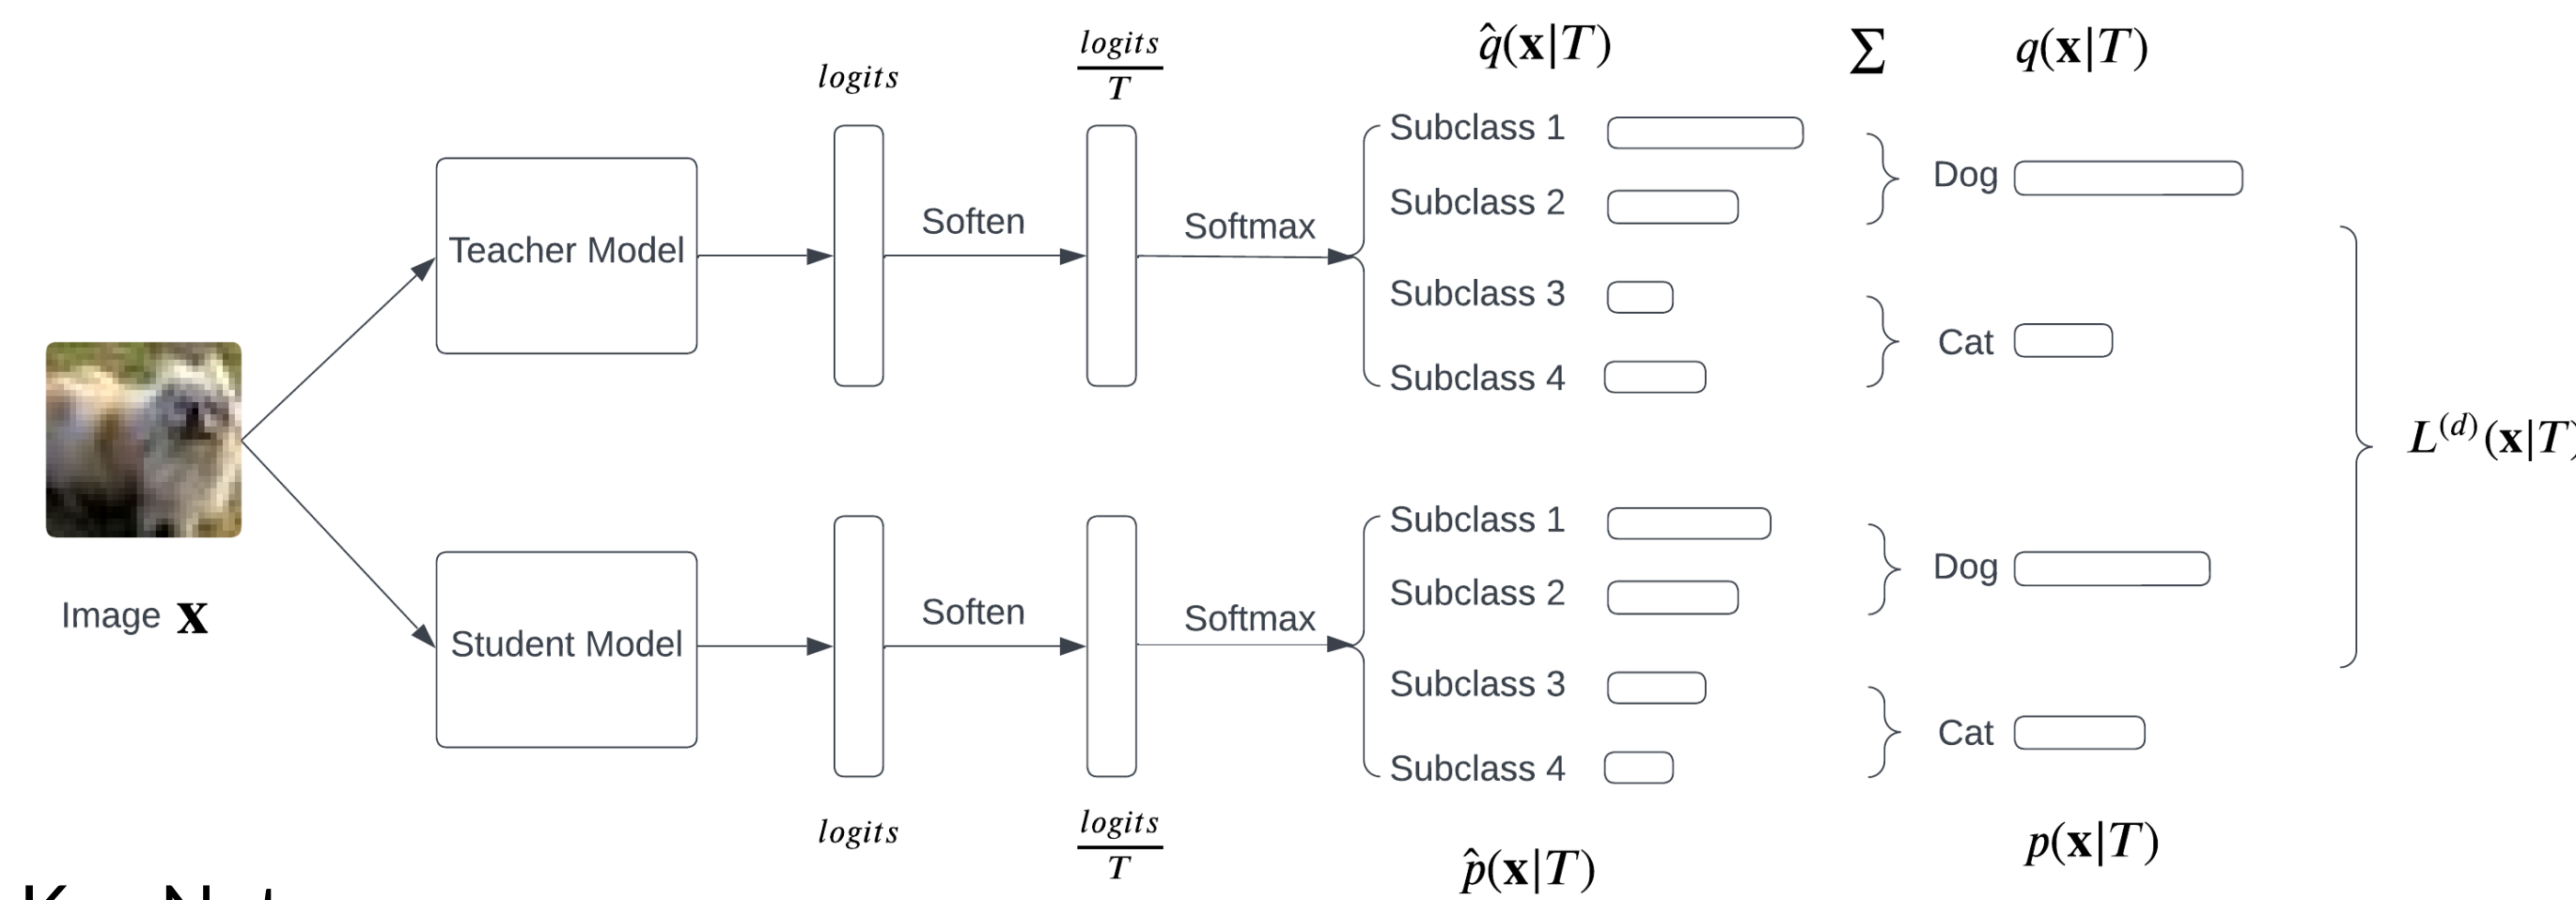 logits
logits
T
q̂(x|T)
Σ
q(x|T)
Subclass 1
Subclass 2
Subclass 3
Subclass 4
Dog
Cat
Teacher Model
Soften
Softmax
L^(d)(x|T)
Image x
Student Model
Soften
Softmax
Subclass 1
Subclass 2
Subclass 3
Subclass 4
Dog
Cat
logits
logits
T
p̂(x|T)
p(x|T)